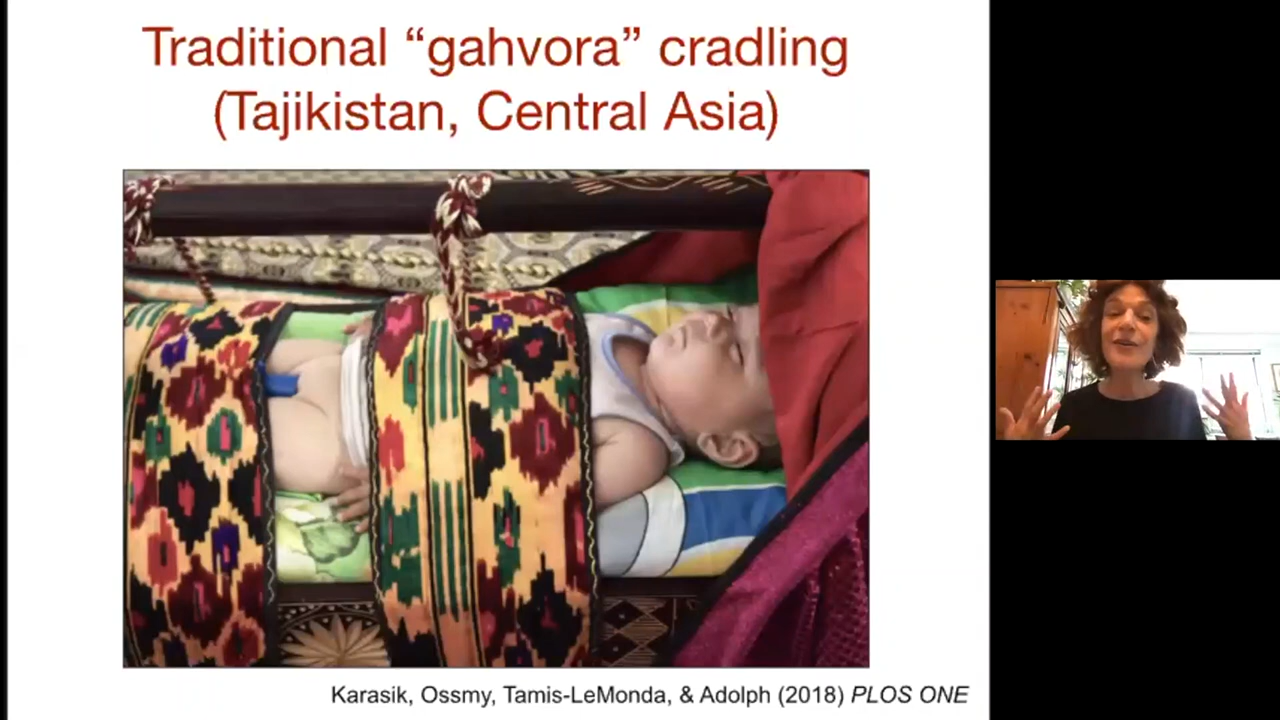 Traditional “gahvora” cradling
(Tajikistan, Central Asia)
Karasik, Ossmy, Tamis-LeMonda, & Adolph (2018) PLOS ONE